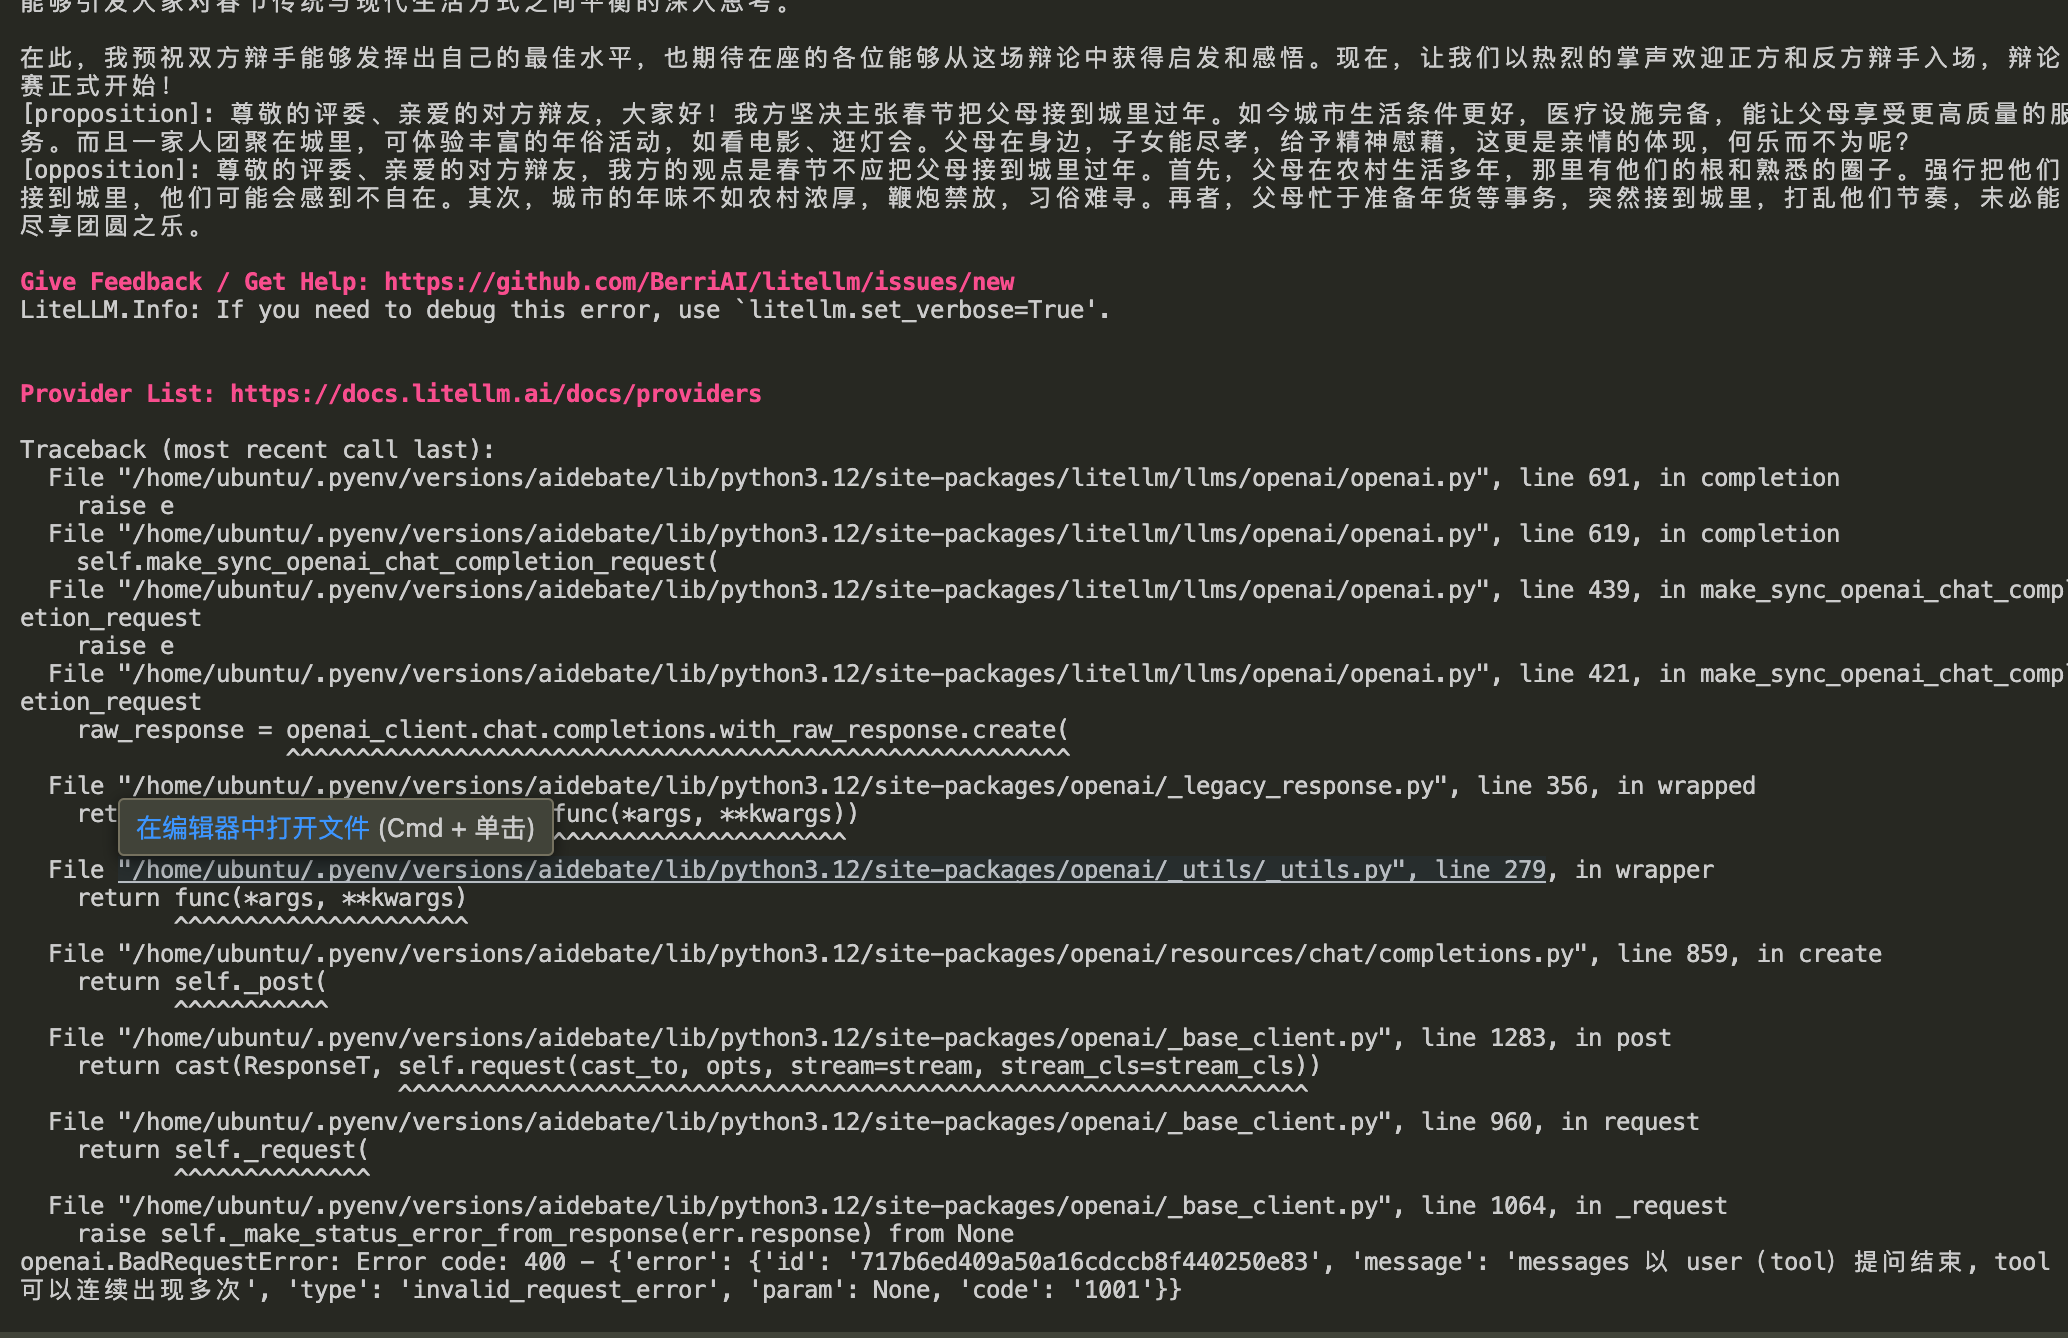 能够引发大家对春节传统与现代生活方式之间平衡的深入思考。
在此，我预祝双方辩手能够发挥出自己的最佳水平，也期待在座的各位能够从这场辩论中获得启发和感悟。现在，让我们以热烈的掌声欢迎正方和反方辩手入场，辩论
赛正式开始！
[proposition]: 尊敬的评委、亲爱的对方辩友，大家好！我方坚决主张春节把父母接到城里过年。如今城市生活条件更好，医疗设施完备，能让父母享受更高质量的服
务。而且一家人团聚在城里，可体验丰富的年俗活动，如看电影、逛灯会。父母在身边，子女能尽孝，给予精神慰藉，这更是亲情的体现，何乐而不为呢？
[opposition]: 尊敬的评委、亲爱的对方辩友，我方的观点是春节不应把父母接到城里过年。首先，父母在农村生活多年，那里有他们的根和熟悉的圈子。强行把他们
接到城里，他们可能会感到不自在。其次，城市的年味不如农村浓厚，鞭炮禁放，习俗难寻。再者，父母忙于准备年货等事务，突然接到城里，打乱他们节奏，未必能
尽享团圆之乐。
Give Feedback / Get Help: https://github.com/BerriAI/litellm/issues/new
LiteLLM.Info: If you need to debug this error, use `litellm.set_verbose=True'.
Provider List: https://docs.litellm.ai/docs/providers
Traceback (most recent call last):
  File "/home/ubuntu/.pyenv/versions/aidebate/lib/python3.12/site-packages/litellm/llms/openai/openai.py", line 691, in completion
    raise e
  File "/home/ubuntu/.pyenv/versions/aidebate/lib/python3.12/site-packages/litellm/llms/openai/openai.py", line 619, in completion
    self.make_sync_openai_chat_completion_request(
  File "/home/ubuntu/.pyenv/versions/aidebate/lib/python3.12/site-packages/litellm/llms/openai/openai.py", line 439, in make_sync_openai_chat_compl
etion_request
    raise e
  File "/home/ubuntu/.pyenv/versions/aidebate/lib/python3.12/site-packages/litellm/llms/openai/openai.py", line 421, in make_sync_openai_chat_compl
etion_request
    raw_response = openai_client.chat.completions.with_raw_response.create(
                   ^^^^^^^^^^^^^^^^^^^^^^^^^^^^^^^^^^^^^^^^^^^^^^^^^^^^^^^^
  File "/home/ubuntu/.pyenv/versions/aidebate/lib/python3.12/site-packages/openai/_legacy_response.py", line 356, in wrapped
    ret func(*args, **kwargs))
^^^^^^^^^^^^^^^^^^^^^
在编辑器中打开文件 (Cmd + 单击)
  File "/home/ubuntu/.pyenv/versions/aidebate/lib/python3.12/site-packages/openai/_utils/_utils.py", line 279, in wrapper
    return func(*args, **kwargs)
           ^^^^^^^^^^^^^^^^^^^^^
  File "/home/ubuntu/.pyenv/versions/aidebate/lib/python3.12/site-packages/openai/resources/chat/completions.py", line 859, in create
    return self._post(
           ^^^^^^^^^^^
  File "/home/ubuntu/.pyenv/versions/aidebate/lib/python3.12/site-packages/openai/_base_client.py", line 1283, in post
    return cast(ResponseT, self.request(cast_to, opts, stream=stream, stream_cls=stream_cls))
                           ^^^^^^^^^^^^^^^^^^^^^^^^^^^^^^^^^^^^^^^^^^^^^^^^^^^^^^^^^^^^^^^^^
  File "/home/ubuntu/.pyenv/versions/aidebate/lib/python3.12/site-packages/openai/_base_client.py", line 960, in request
    return self._request(
           ^^^^^^^^^^^^^^
  File "/home/ubuntu/.pyenv/versions/aidebate/lib/python3.12/site-packages/openai/_base_client.py", line 1064, in _request
    raise self._make_status_error_from_response(err.response) from None
openai.BadRequestError: Error code: 400 - {'error': {'id': '717b6ed409a50a16cdccb8f440250e83', 'message': 'messages 以 user（tool）提问结束，tool
可以连续出现多次', 'type': 'invalid_request_error', 'param': None, 'code': '1001'}}